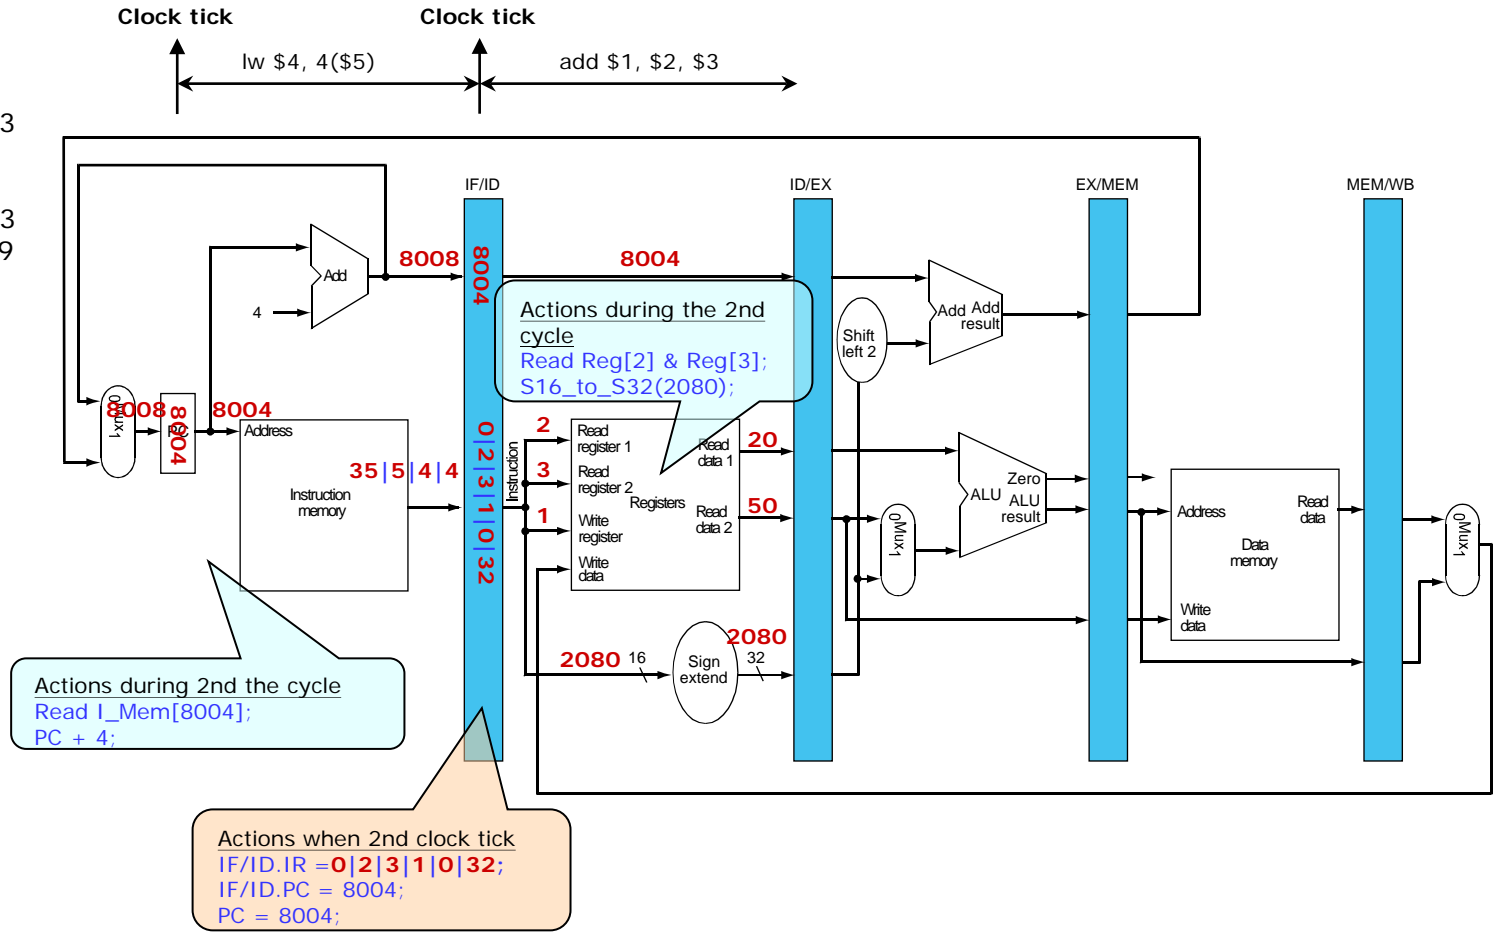 Clock tick
Clock tick
lw $4, 4($5)
add $1, $2, $3
3
3
9
IF/ID
ID/EX
EX/MEM
MEM/WB
8008
8004
8004
Add
4
Actions during the 2nd
cycle
Read Reg[2] & Reg[3];
S16_to_S32(2080);
Shift
left 2
Add Add
result
0Mux1
8008
PC
8004
8004
Address
Instruction
memory
35|5|4|4
0|2|3|1|0|32
Instruction
2
3
1
Read
register 1
Read
register 2
Registers
Write
register
Write
data
Read
data 1
Read
data 2
20
50
0Mux1
ALU
Zero
ALU
result
Address
Read
data
Data
memory
Write
data
0Mux1
2080
16
Sign
extend
2080
32
Actions during 2nd the cycle
Read I_Mem[8004];
PC + 4;
Actions when 2nd clock tick
IF/ID.IR =0|2|3|1|0|32;
IF/ID.PC = 8004;
PC = 8004;